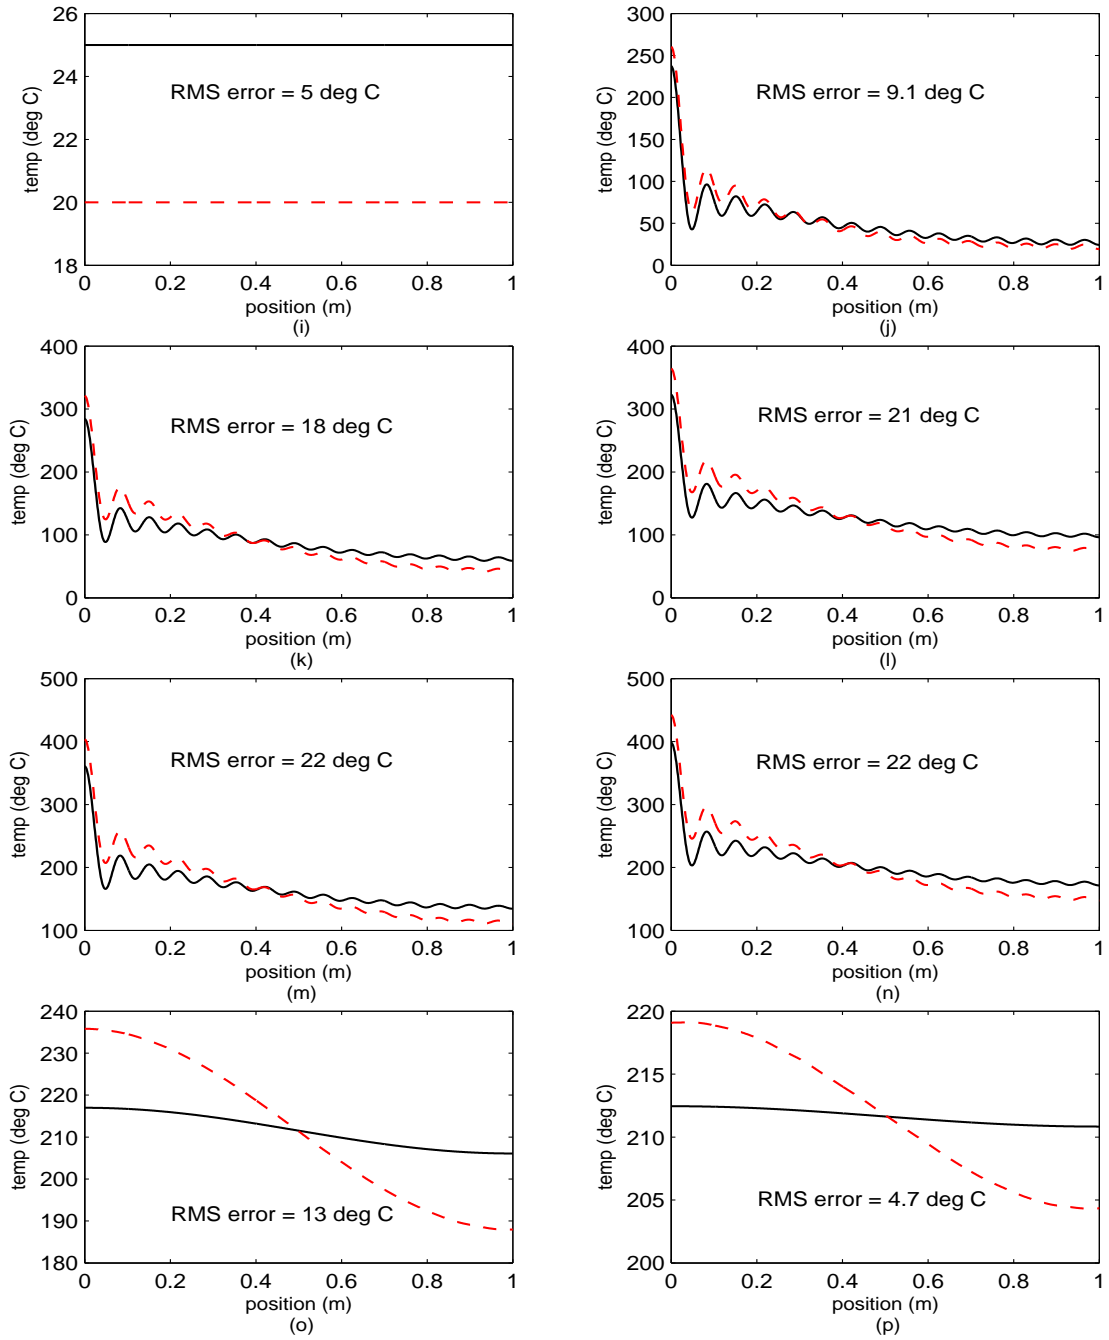 26
24
22
20
18
temp (deg C)
RMS error = 5 deg C
0 0.2 0.4 0.6 0.8 1
position (m)
(i)
300
250
200
150
100
50
0
temp (deg C)
RMS error = 9.1 deg C
0 0.2 0.4 0.6 0.8 1
position (m)
(j)
400
300
200
100
0
temp (deg C)
RMS error = 18 deg C
0 0.2 0.4 0.6 0.8 1
position (m)
(k)
400
300
200
100
0
temp (deg C)
RMS error = 21 deg C
0 0.2 0.4 0.6 0.8 1
position (m)
(l)
500
400
300
200
100
temp (deg C)
RMS error = 22 deg C
0 0.2 0.4 0.6 0.8 1
position (m)
(m)
500
400
300
200
100
temp (deg C)
RMS error = 22 deg C
0 0.2 0.4 0.6 0.8 1
position (m)
(n)
240
230
220
210
200
190
180
temp (deg C)
RMS error = 13 deg C
0 0.2 0.4 0.6 0.8 1
position (m)
(o)
220
215
210
205
200
temp (deg C)
RMS error = 4.7 deg C
0 0.2 0.4 0.6 0.8 1
position (m)
(p)